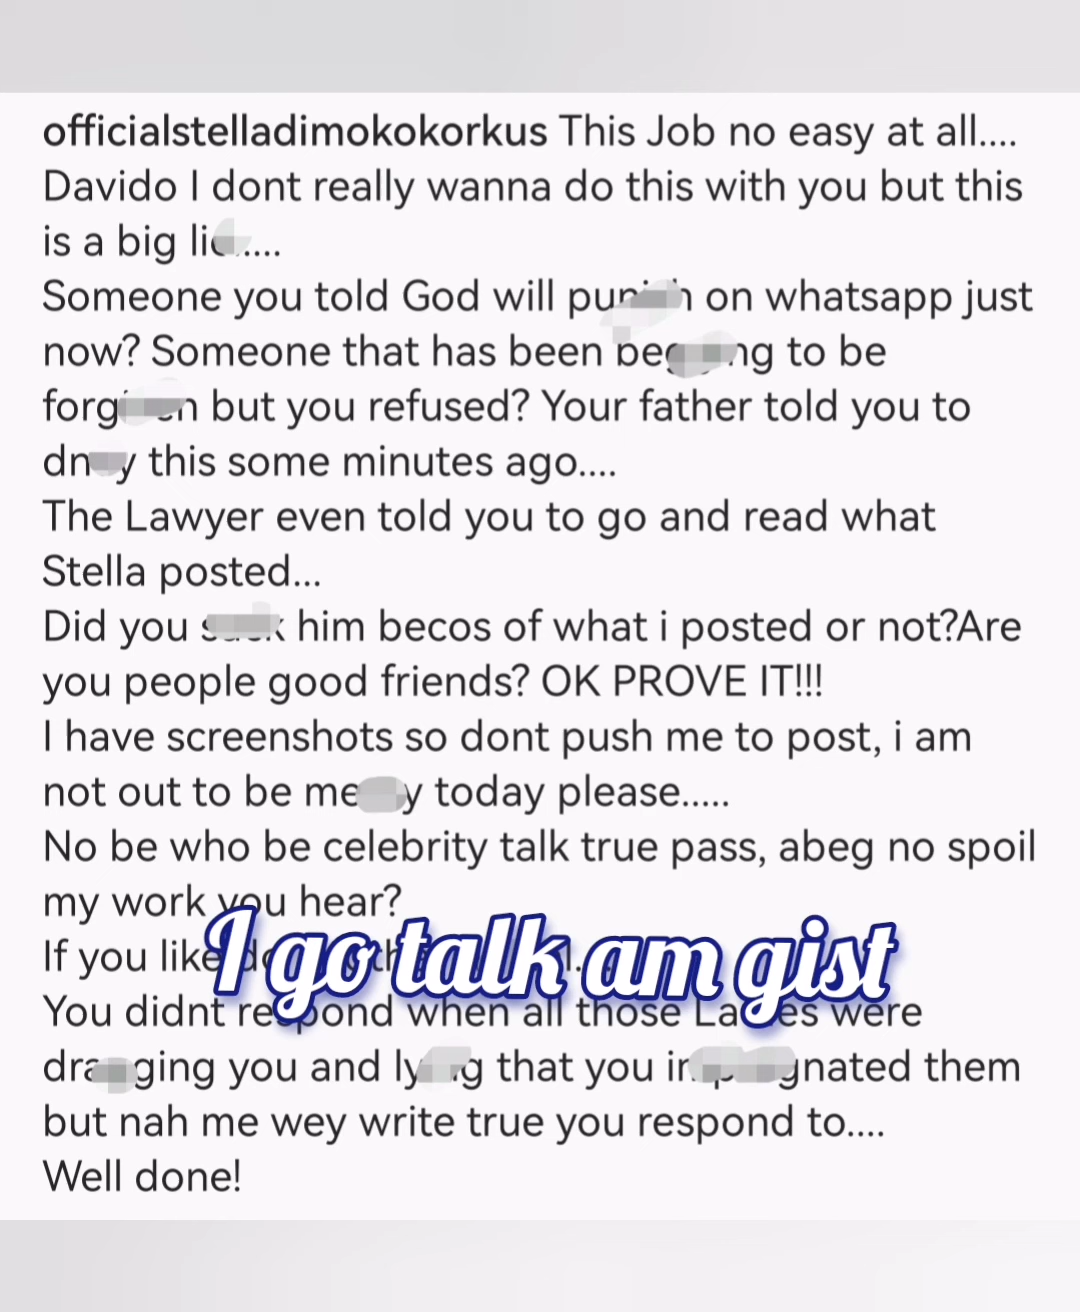 officialstelladimokokorkus This Job no easy at all....
Davido I dont really wanna do this with you but this
is a big ....
Someone you told God will on whatsapp just
now? Someone that has been to be
but you refused? Your father told you to
this some minutes ago....
The Lawyer even told you to go and read what
Stella posted...
Did you him becos of what i posted or not?Are
you people good friends? OK PROVE IT!!!
I have screenshots so dont push me to post, i am
not out to be today please.....
No be who be celebrity talk true pass, abeg no spoil
my work you hear?
If you like
I go talk am gist
You didnt respond when all those Ladies were
and that you them
but nah me wey write true you respond to....
Well done!